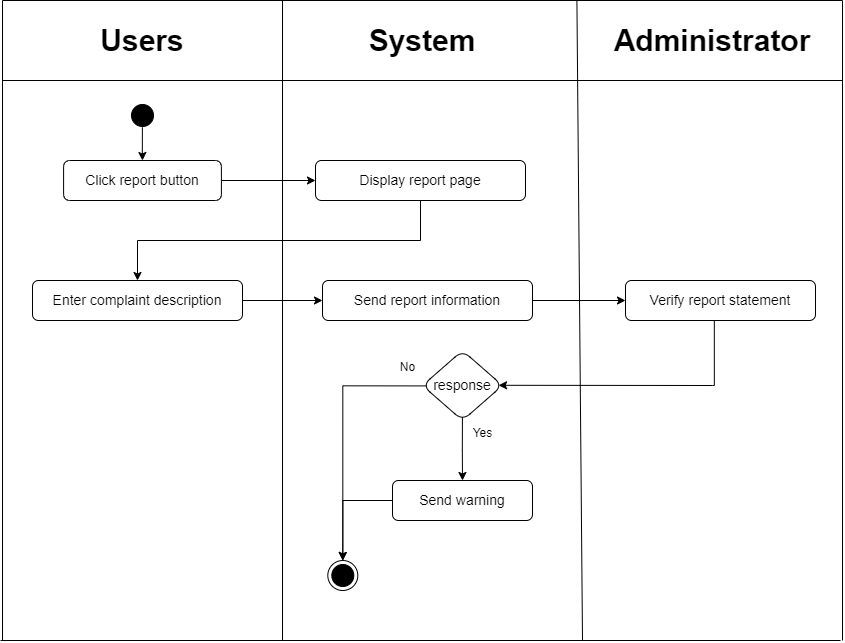 Users
System
Administrator
Click report button
Display report page
Enter complaint description
Send report information
Verify report statement
No
response
Yes
Send warning